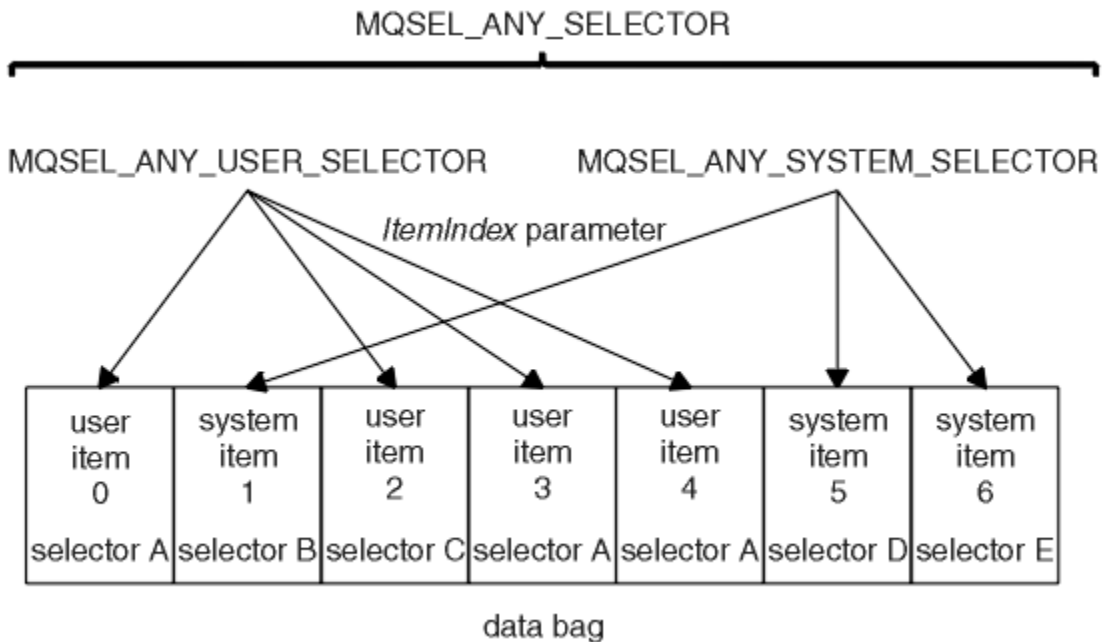 MQSEL_ANY_SELECTOR
MQSEL_ANY_USER_SELECTOR
MQSEL_ANY_SYSTEM_SELECTOR
ItemIndex parameter
user
item
0
selector A
system
item
1
selector B
user
item
2
selector C
user
item
3
selector A
user
item
4
selector A
system
item
5
selector D
system
item
6
selector E
data bag